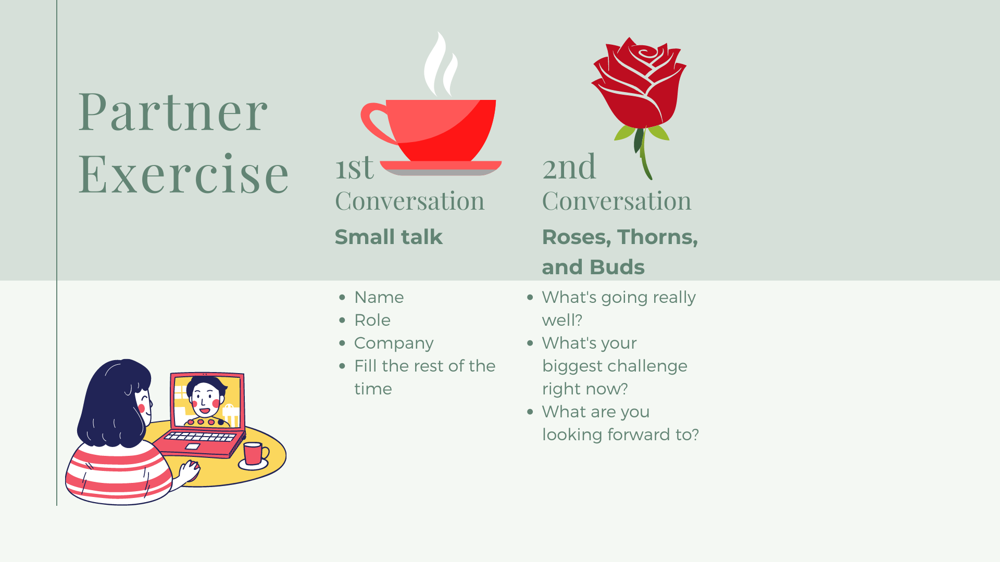 Partner
Exercise
1st
Conversation
Small talk
• Name
• Role
• Company
• Fill the rest of the
time
2nd
Conversation
Roses, Thorns,
and Buds
• What's going really
well?
• What's your
biggest challenge
right now?
• What are you
looking forward to?